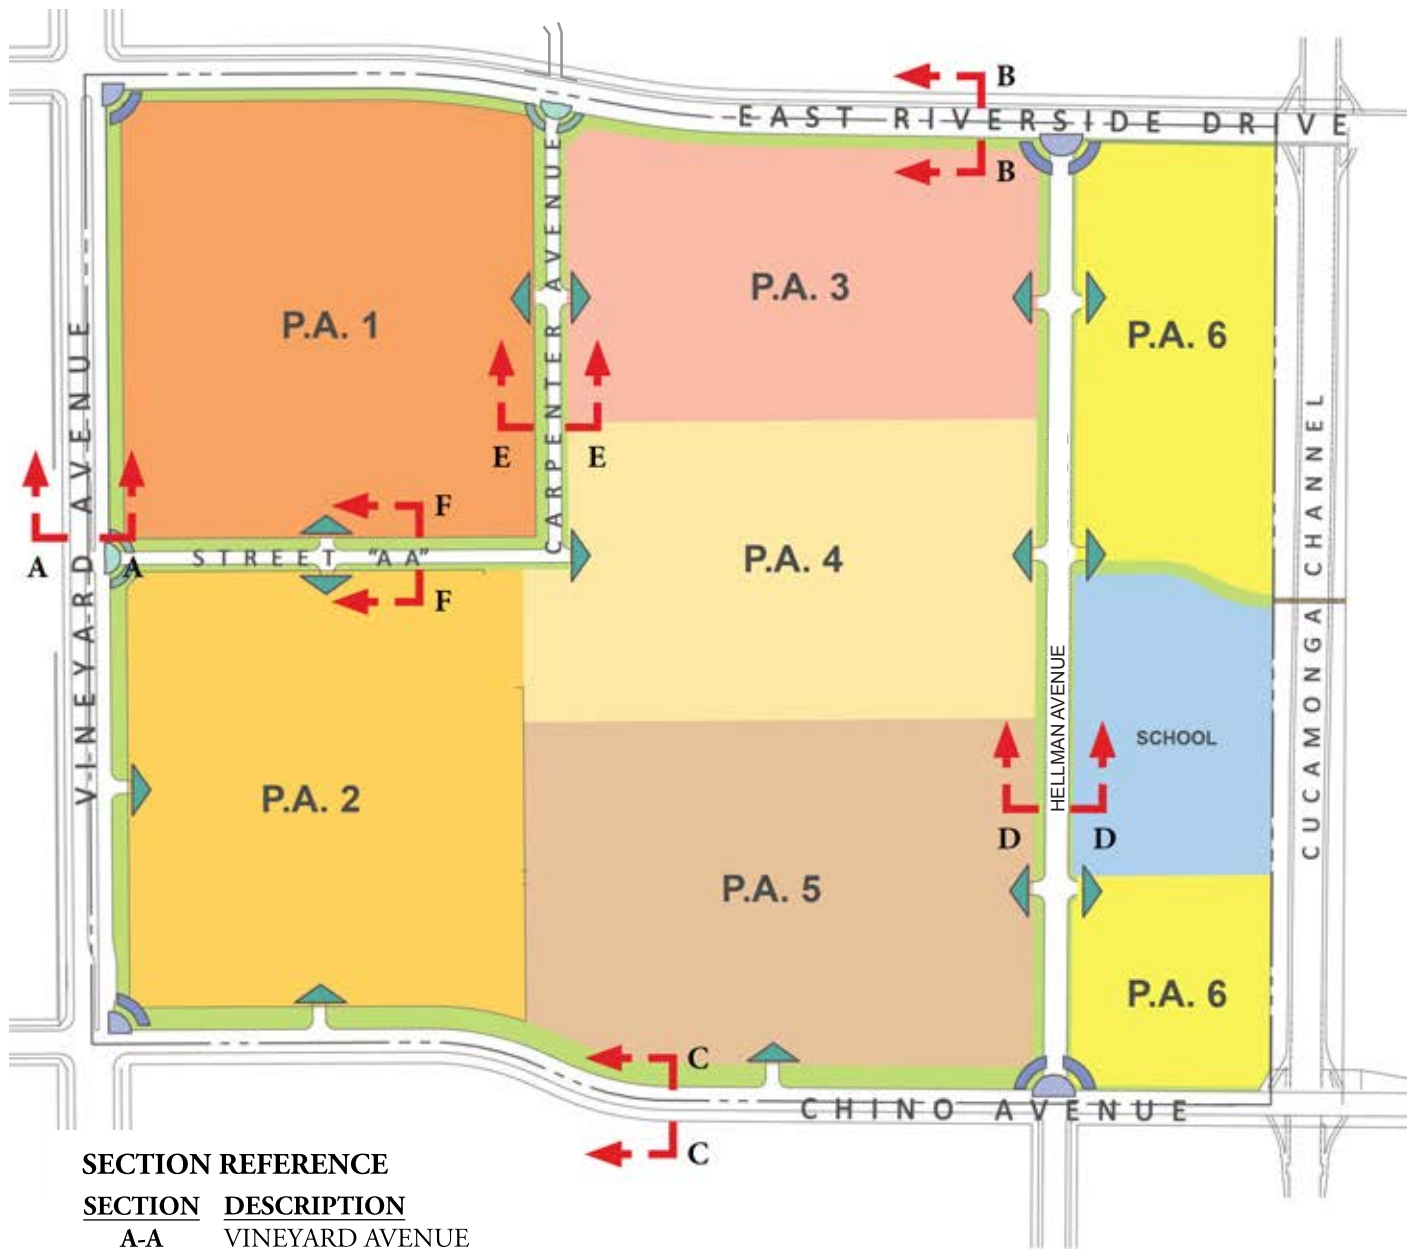 B
EAST RIVERSIDE DRIVE
B
CARPENTER AVENUE
P.A. 1
P.A. 3
P.A. 6
VINEYARD AVENUE
E
E
CUCAMONGA CHANNEL
F
A
A
STREET "AA"
F
P.A. 4
HELLMAN AVENUE
SCHOOL
P.A. 2
D
D
P.A. 5
P.A. 6
C
CHINO AVENUE
C
SECTION REFERENCE
SECTION DESCRIPTION
A-A VINEYARD AVENUE